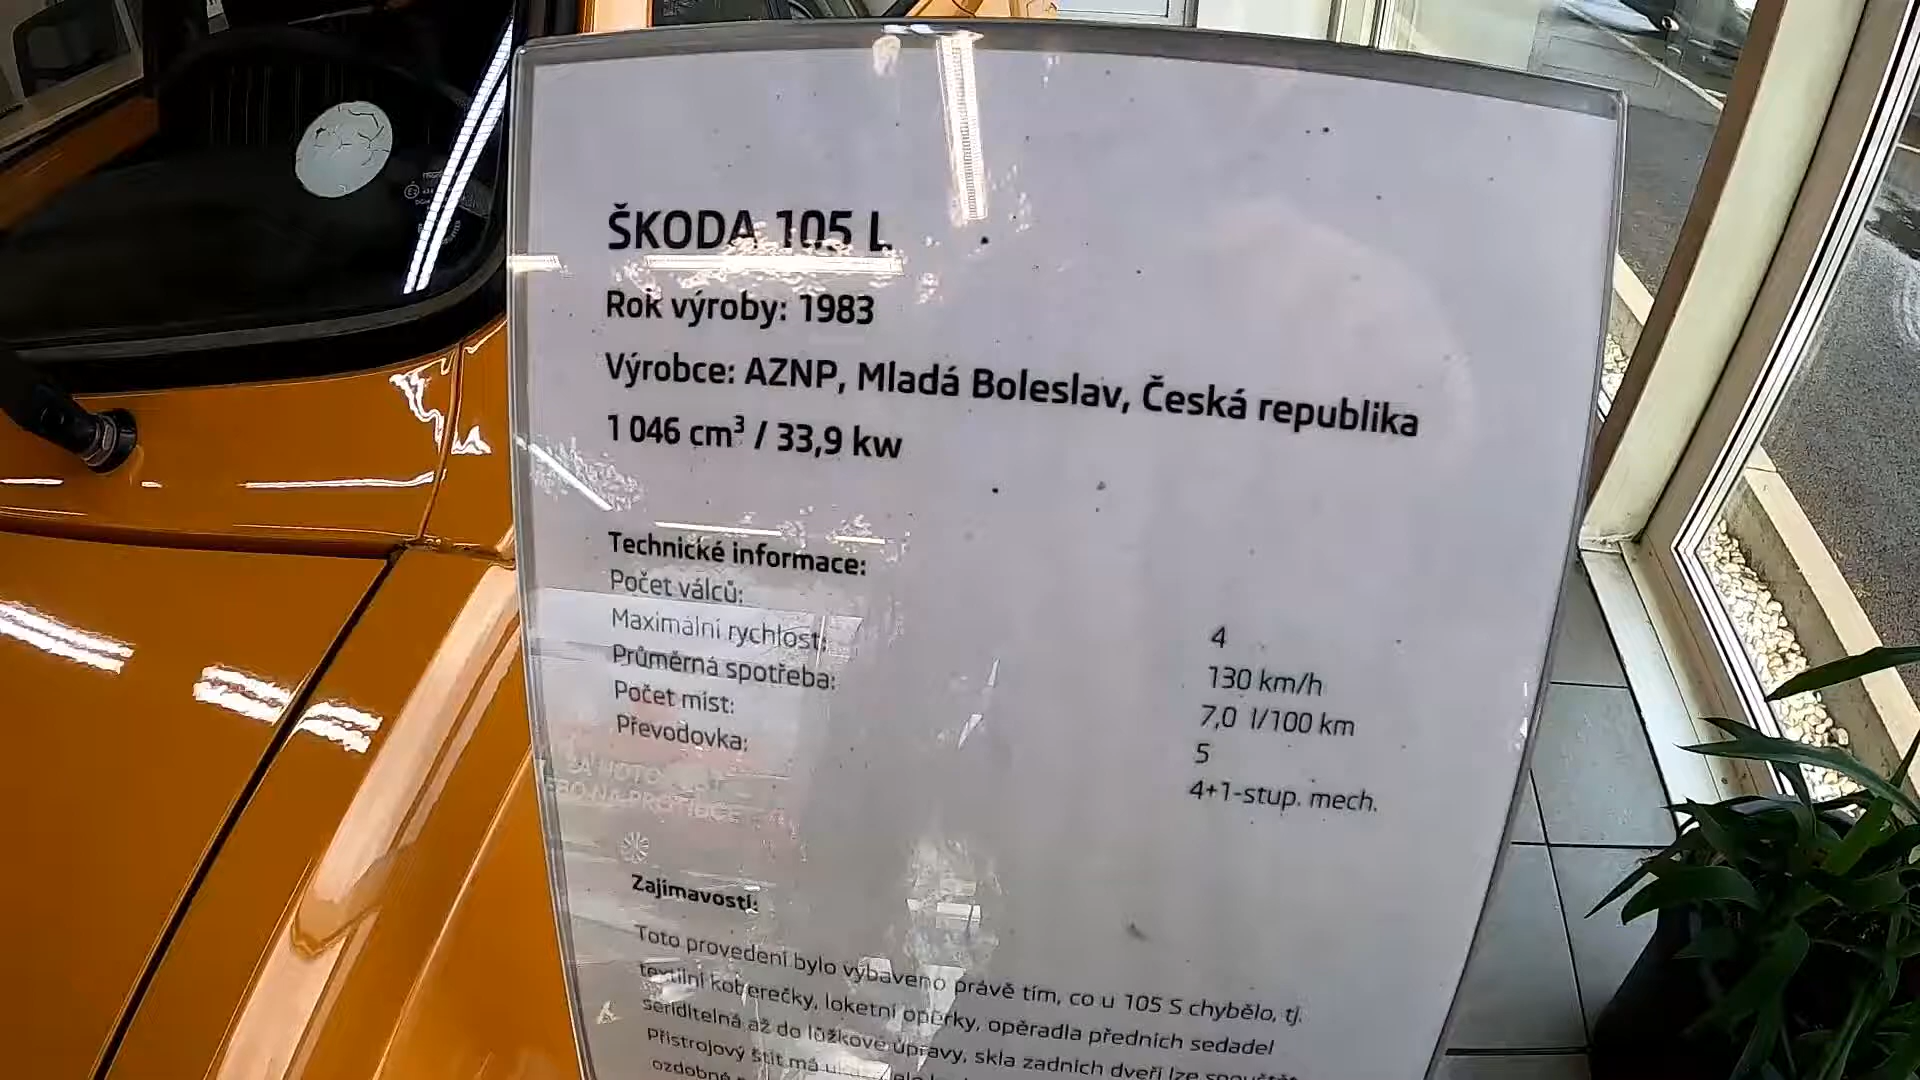 ŠKODA 105 L
Rok výroby: 1983
Výrobce: AZNP, Mladá Boleslav, Česká republika
1 046 cm³ / 33,9 kw
Technické informace:
Počet válců: 4
Maximální rychlost: 130 km/h
Průměrná spotřeba: 7,0 l/100 km
Počet míst: 5
Převodovka: 4+1-stup. mech.
Zajímavosti:
Toto provedení bylo vybaveno právě tím, co u 105 S chybělo, tj.
textilní koberečky, loketní opěrky, opěradla předních sedadel
seriditelná až do lůžkové úpravy, skla zadních dveří lze
Přístrojový štít má
ozdobné